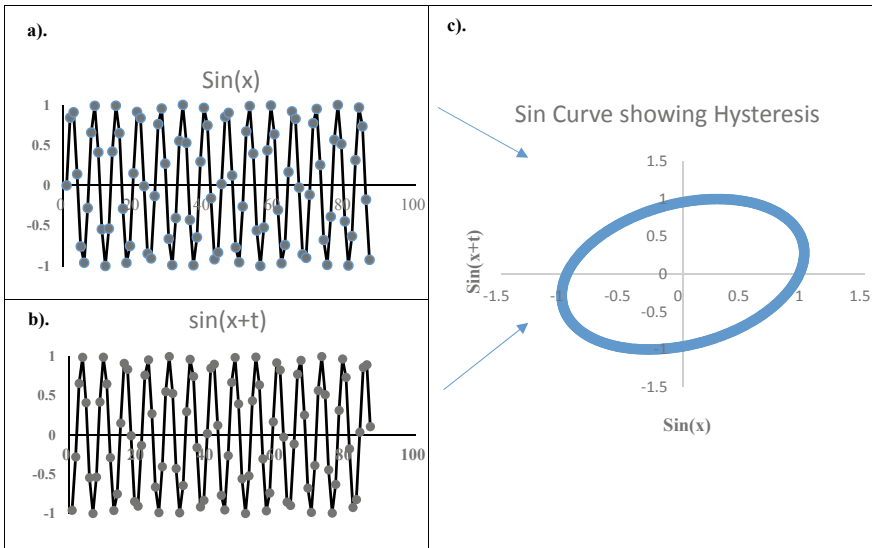 a).
Sin(x)
1
0.5
0
-0.5
-1
0 20 40 60 80 100
b).
sin(x+t)
1
0.5
0
-0.5
-1
0 20 40 60 80 100
c).
Sin Curve showing Hysteresis
Sin(x+t)
1.5
1
0.5
0
-0.5
-1
-1.5
-1.5 -1 -0.5 0 0.5 1 1.5
Sin(x)